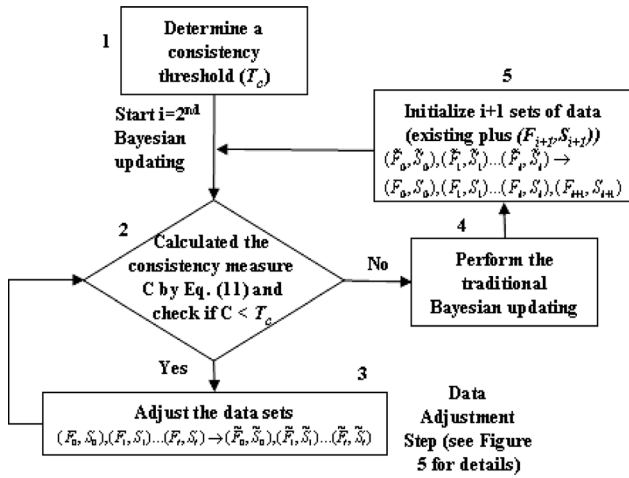 1
Determine a
consistency
threshold (T_c)
Start i=2nd
Bayesian
updating
5
Initialize i+1 sets of data
(existing plus (F_{i+1},S_{i+1}))
(F̃_0,S̃_0),(F̃_1,S̃_1)...(F̃_i,S̃_i) →
(F_0,S_0),(F_1,S_1)...(F_i,S_i),(F_{i+1},S_{i+1})
2
Calculated the
consistency measure
C by Eq. (11) and
check if C < T_c
No
4
Perform the
traditional
Bayesian updating
Yes
3
Adjust the data sets
(F_0,S_0),(F_1,S_1)...(F_i,S_i)→(F̃_0,S̃_0),(F̃_1,S̃_1)...(F̃_i,S̃_i)
Data
Adjustment
Step (see Figure
5 for details)